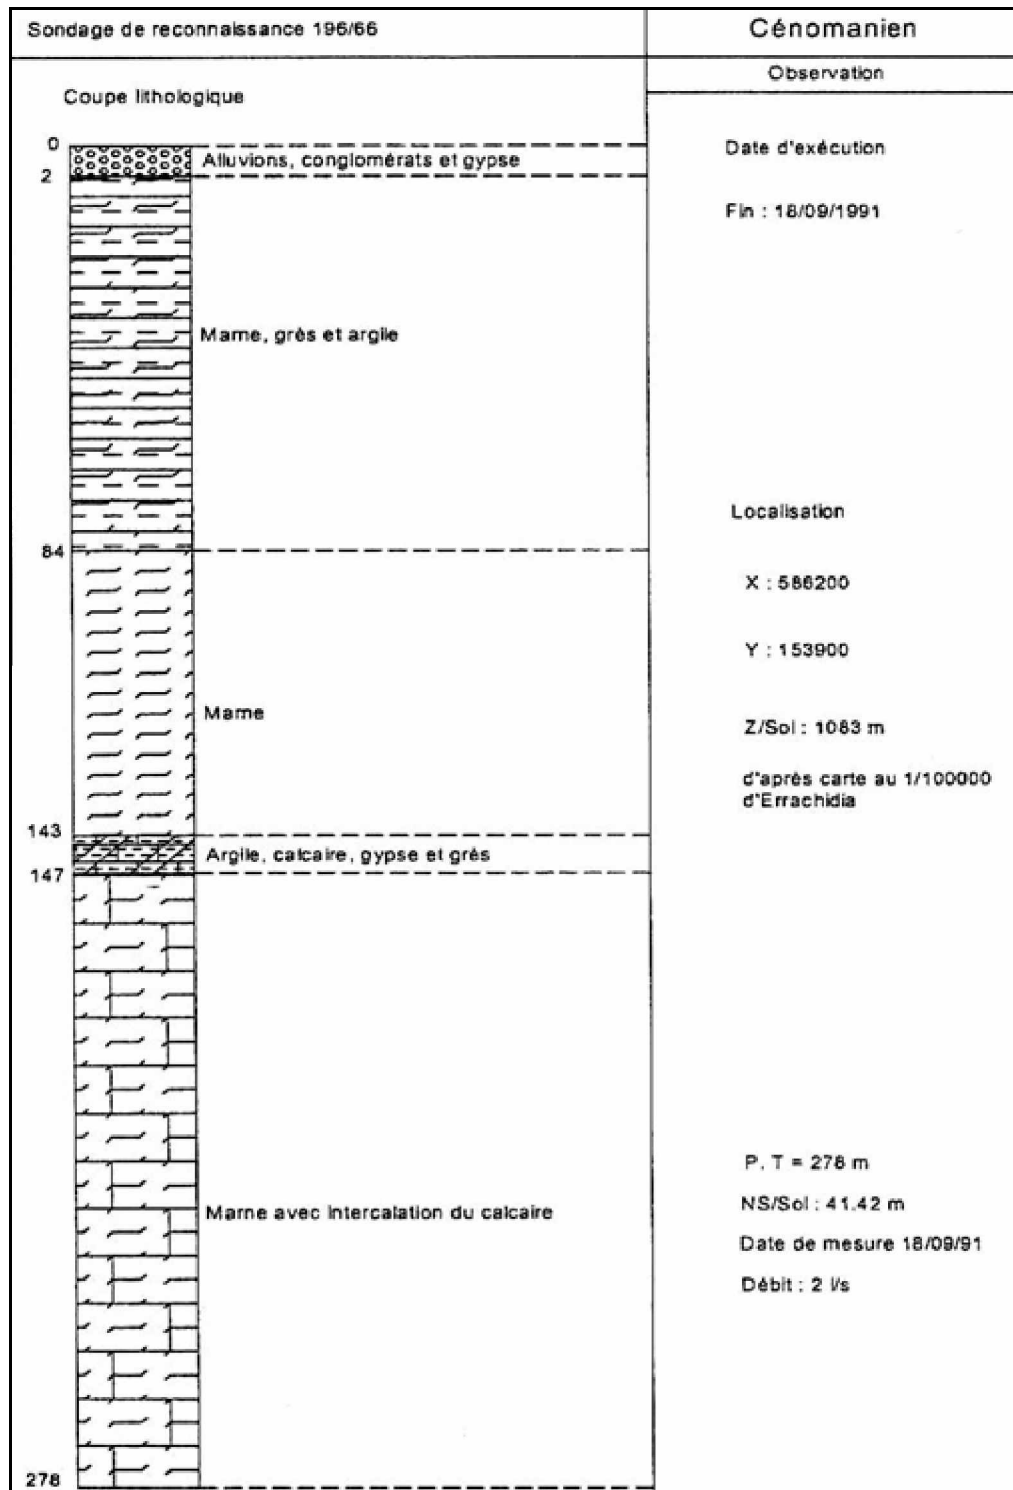 Sondage de reconnaissance 196/66
Cénomanien
Observation
Coupe lithologique
0
Alluvions, conglomérats et gypse
2
Marne, grès et argile
84
Marne
143
Argile, calcaire, gypse et grès
147
Marne avec intercalation du calcaire
278
Date d'exécution
Fin : 18/09/1991
Localisation
X : 586200
Y : 153900
Z/Sol : 1083 m
d'après carte au 1/100000
d'Errachidia
P. T = 278 m
NS/Sol : 41.42 m
Date de mesure 18/09/91
Débit : 2 l/s